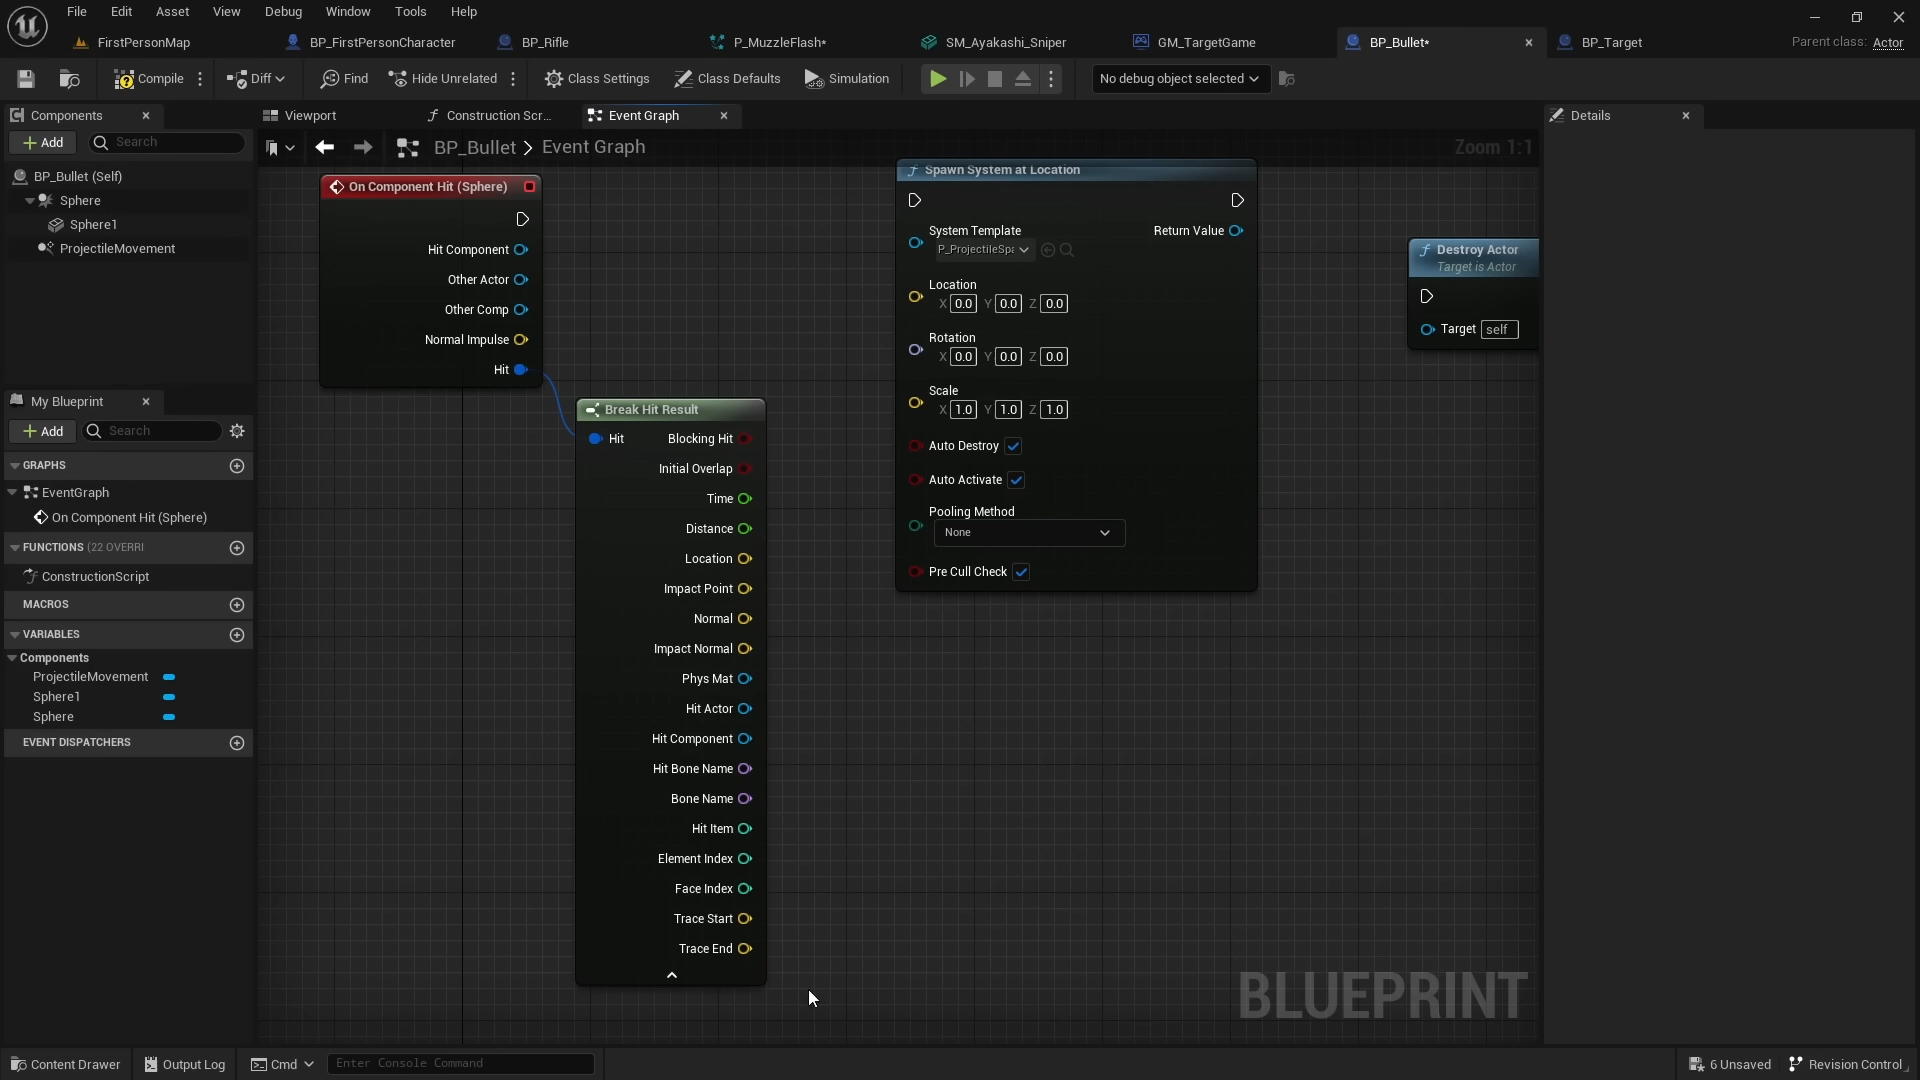 File Edit Asset View Debug Window Tools Help
FirstPersonMap BP_FirstPersonCharacter BP_Rifle P_MuzzleFlash* SM_Ayakashi_Sniper GM_TargetGame BP_Bullet* BP_Target Parent class: Actor
Compile Diff Find Hide Unrelated Class Settings Class Defaults Simulation No debug object selected
Components
Add Search
BP_Bullet (Self)
Sphere
Sphere1
ProjectileMovement
My Blueprint
Add Search
GRAPHS
EventGraph
On Component Hit (Sphere)
FUNCTIONS (22 OVERRI
ConstructionScript
MACROS
VARIABLES
Components
ProjectileMovement
Sphere1
Sphere
EVENT DISPATCHERS
Viewport Construction Scr... Event Graph
BP_Bullet > Event Graph Zoom 1:1
On Component Hit (Sphere)
Hit Component
Other Actor
Other Comp
Normal Impulse
Hit
Break Hit Result
Hit Blocking Hit
Initial Overlap
Time
Distance
Location
Impact Point
Normal
Impact Normal
Phys Mat
Hit Actor
Hit Component
Hit Bone Name
Bone Name
Hit Item
Element Index
Face Index
Trace Start
Trace End
Spawn System at Location
System Template Return Value
P_ProjectileSpa
Location
X 0.0 Y 0.0 Z 0.0
Rotation
X 0.0 Y 0.0 Z 0.0
Scale
X 1.0 Y 1.0 Z 1.0
Auto Destroy
Auto Activate
Pooling Method
None
Pre Cull Check
Destroy Actor
Target is Actor
Target self
BLUEPRINT
Details
Content Drawer Output Log Cmd Enter Console Command 6 Unsaved Revision Control